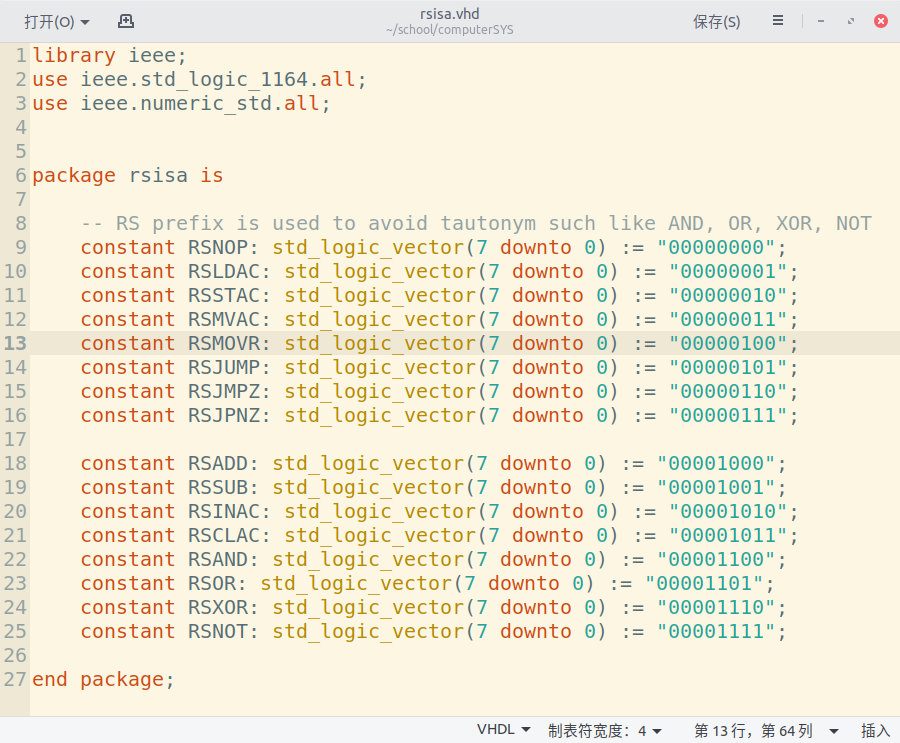 打开(O)
rsisa.vhd
~/school/computerSYS
保存(S)
1 library ieee;
2 use ieee.std_logic_1164.all;
3 use ieee.numeric_std.all;
4
5
6 package rsisa is
7
8     -- RS prefix is used to avoid tautonym such like AND, OR, XOR, NOT
9     constant RSNOP: std_logic_vector(7 downto 0) := "00000000";
10     constant RSLDAC: std_logic_vector(7 downto 0) := "00000001";
11     constant RSSTAC: std_logic_vector(7 downto 0) := "00000010";
12     constant RSMVAC: std_logic_vector(7 downto 0) := "00000011";
13     constant RSMOVR: std_logic_vector(7 downto 0) := "00000100";
14     constant RSJUMP: std_logic_vector(7 downto 0) := "00000101";
15     constant RSJMPZ: std_logic_vector(7 downto 0) := "00000110";
16     constant RSJPNZ: std_logic_vector(7 downto 0) := "00000111";
17
18     constant RSADD: std_logic_vector(7 downto 0) := "00001000";
19     constant RSSUB: std_logic_vector(7 downto 0) := "00001001";
20     constant RSINAC: std_logic_vector(7 downto 0) := "00001010";
21     constant RSCLAC: std_logic_vector(7 downto 0) := "00001011";
22     constant RSAND: std_logic_vector(7 downto 0) := "00001100";
23     constant RSOR: std_logic_vector(7 downto 0) := "00001101";
24     constant RSXOR: std_logic_vector(7 downto 0) := "00001110";
25     constant RSNOT: std_logic_vector(7 downto 0) := "00001111";
26
27 end package;
VHDL 制表符宽度：4 第 13 行，第 64 列 插入